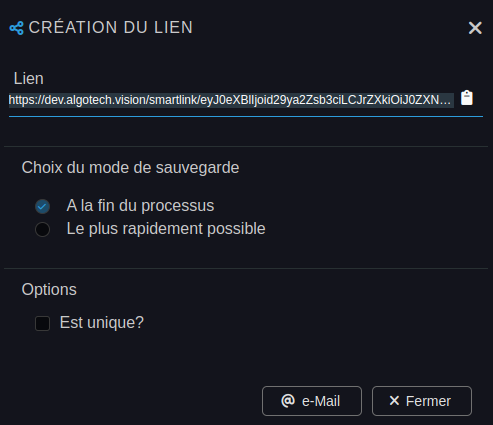 CRÉATION DU LIEN
Lien
https://dev.algotech.vision/smartlink/eyJ0eXBlIjoid29ya2Zsb3ciLCJrZXkiOiJ0ZXN...
Choix du mode de sauvegarde
A la fin du processus
Le plus rapidement possible
Options
Est unique?
@ e-Mail
Fermer